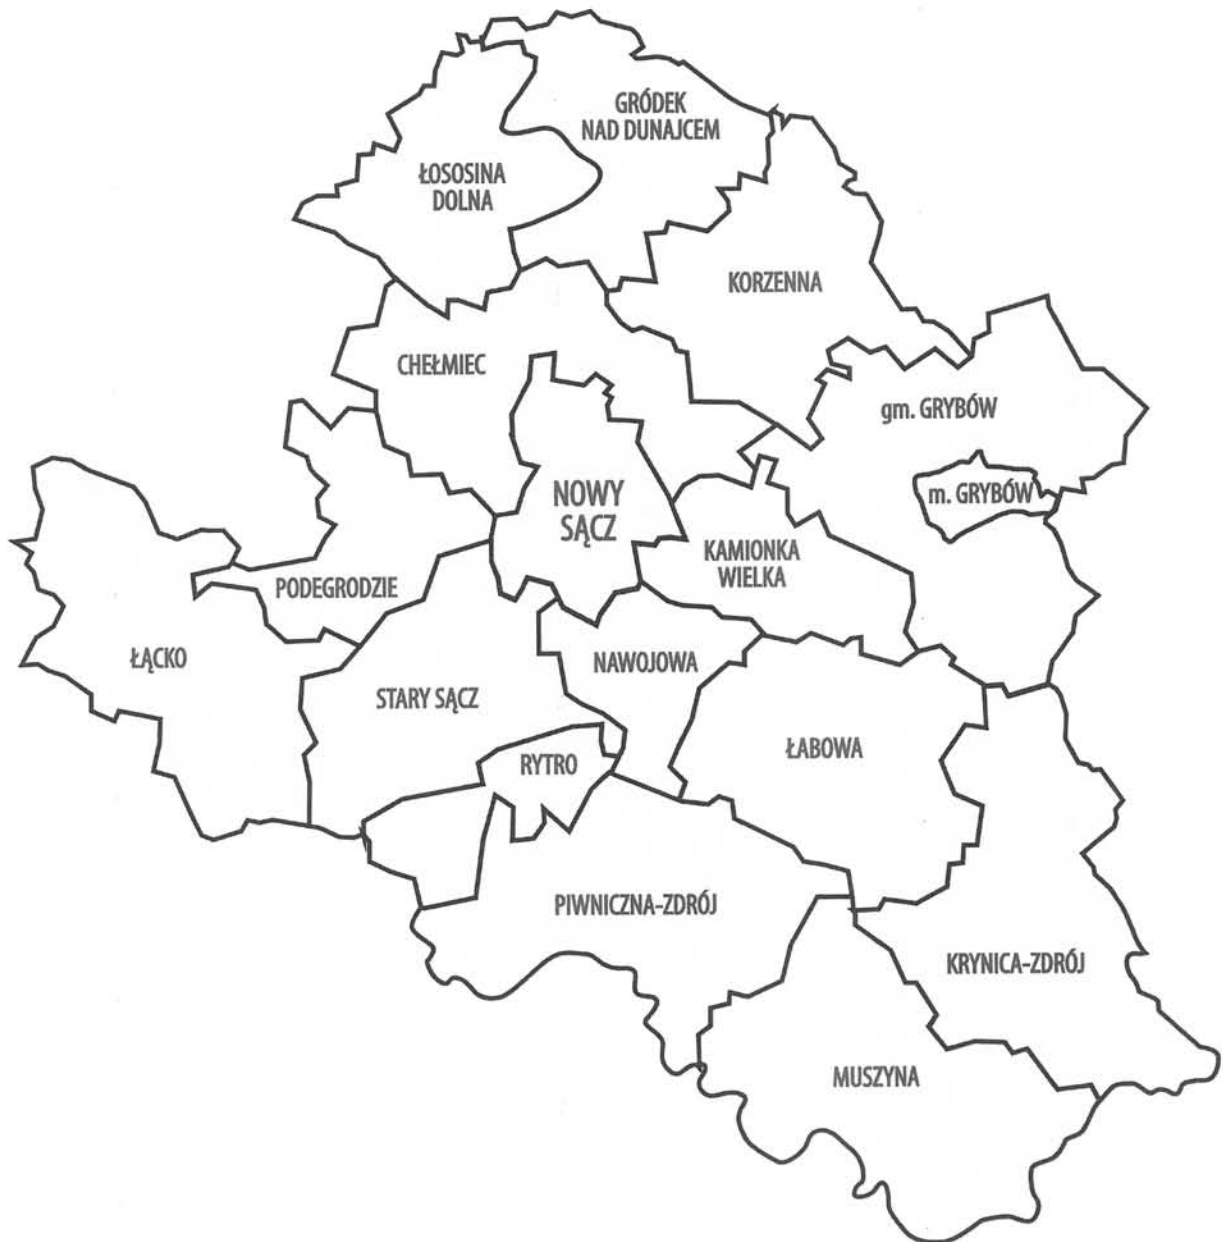 GRÓDEK
NAD DUNAJCEM
ŁOSOSINA
DOLNA
KORZENNA
CHEŁMIEC
gm. GRYBÓW
m. GRYBÓW
NOWY
SĄCZ
KAMIONKA
WIELKA
PODEGRODZIE
ŁĄCKO
NAWOJOWA
STARY SĄCZ
ŁABOWA
RYTRO
PIWNICZNA-ZDRÓJ
KRYNICA-ZDRÓJ
MUSZYNA